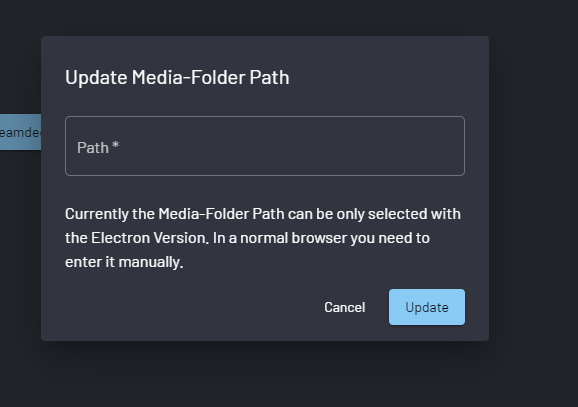 Update Media-Folder Path
eamde
Path *
Currently the Media-Folder Path can be only selected with
the Electron Version. In a normal browser you need to
enter it manually.
Cancel
Update